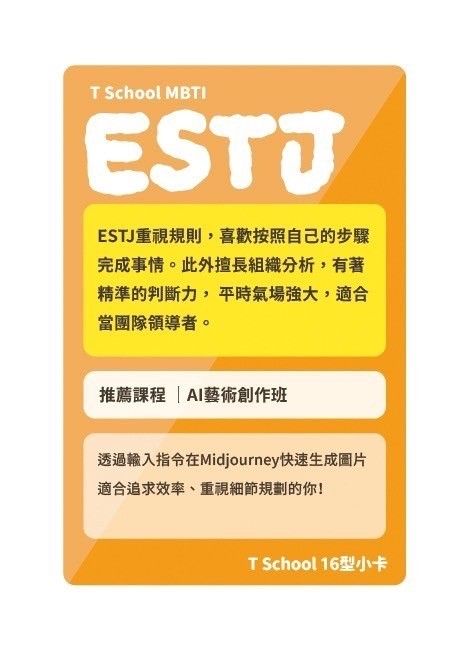 T School MBTI
ESTJ
ESTJ重視規則，喜歡按照自己的步驟
完成事情。此外擅長組織分析，有著
精準的判斷力， 平時氣場強大，適合
當團隊領導者。
推薦課程 ｜AI藝術創作班
透過輸入指令在Midjourney快速生成圖片
適合追求效率、重視細節規劃的你!
T School 16型小卡